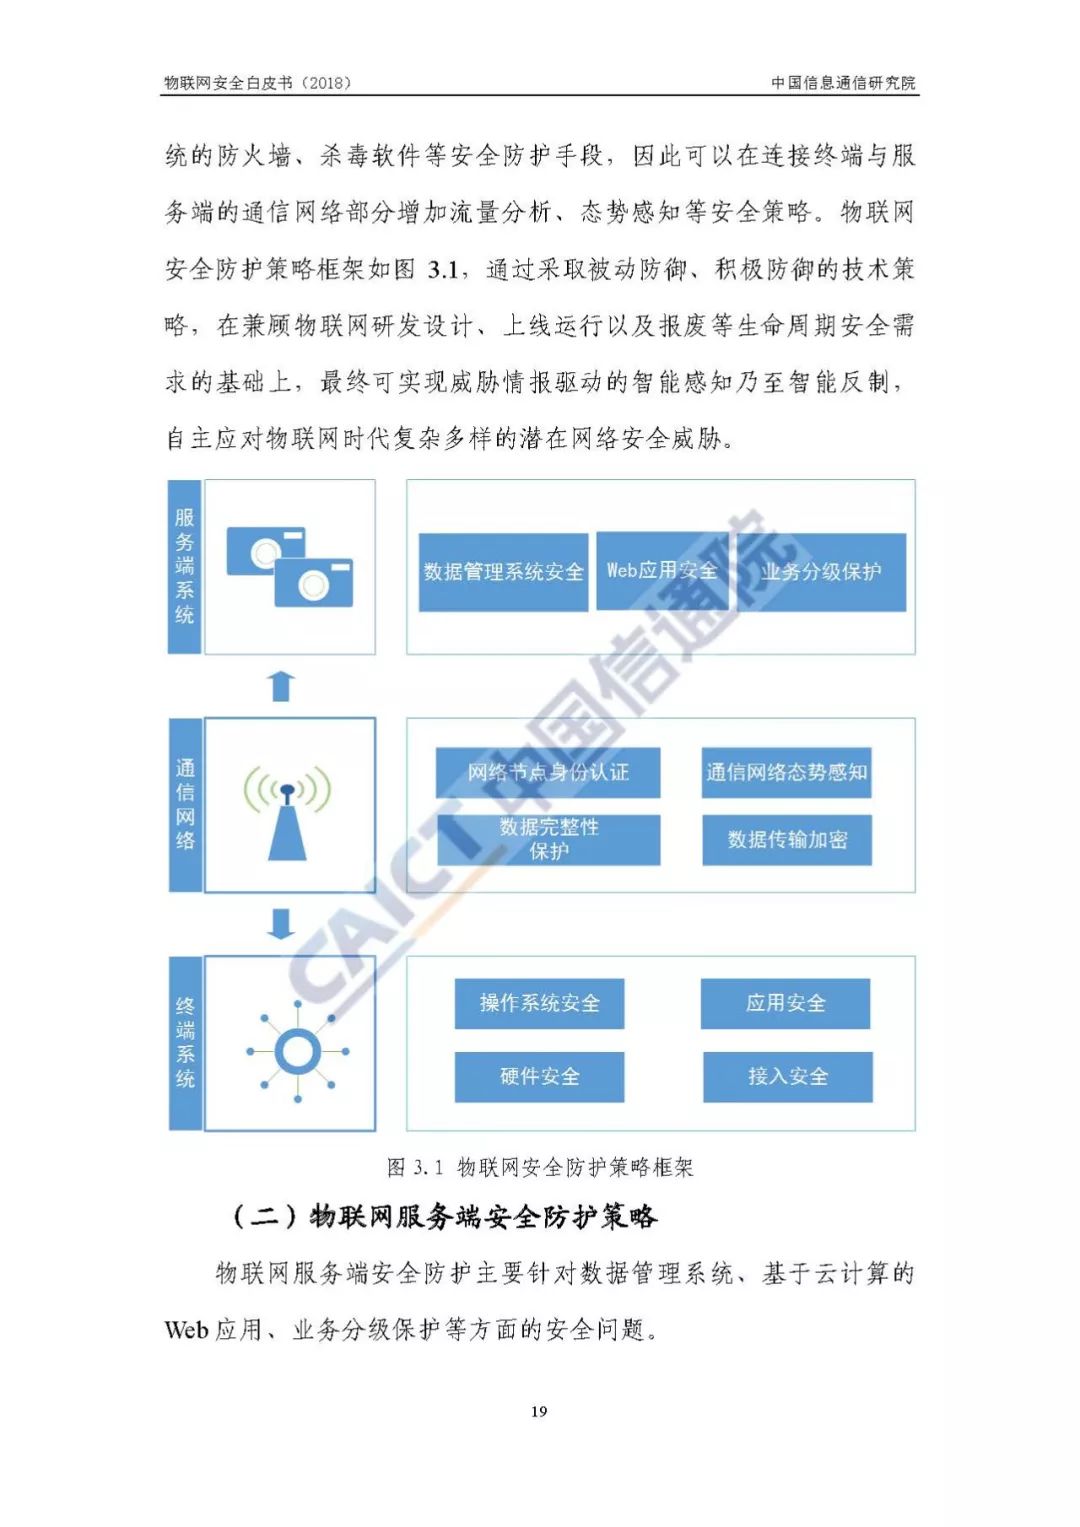 物联网安全白皮书（2018） 中国信息通信研究院
统的防火墙、杀毒软件等安全防护手段，因此可以在连接终端与服
务端的通信网络部分增加流量分析、态势感知等安全策略。物联网
安全防护策略框架如图 3.1，通过采取被动防御、积极防御的技术策
略，在兼顾物联网研发设计、上线运行以及报废等生命周期安全需
求的基础上，最终可实现威胁情报驱动的智能感知乃至智能反制，
自主应对物联网时代复杂多样的潜在网络安全威胁。
服务端系统
数据管理系统安全 Web应用安全 业务分级保护
通信网络
网络节点身份认证 通信网络态势感知
数据完整性
保护
数据传输加密
终端系统
操作系统安全 应用安全
硬件安全 接入安全
CAICT 中国信通院
图 3.1 物联网安全防护策略框架
（二）物联网服务端安全防护策略
物联网服务端安全防护主要针对数据管理系统、基于云计算的
Web 应用、业务分级保护等方面的安全问题。
19